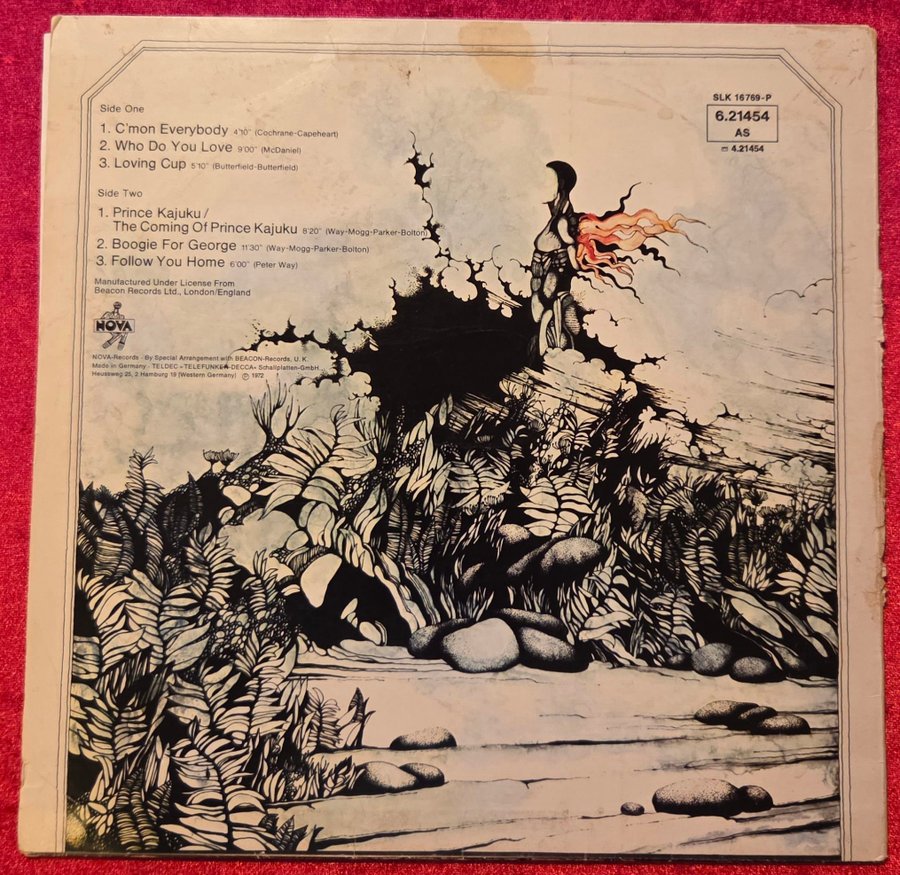 Side One
1. C'mon Everybody 4'10" (Cochrane-Capeheart)
2. Who Do You Love 9'00" (McDaniel)
3. Loving Cup 5'10" (Butterfield-Butterfield)
Side Two
1. Prince Kajuku /
The Coming Of Prince Kajuku 8'20" (Way-Mogg-Parker-Bolton)
2. Boogie For George 11'30" (Way-Mogg-Parker-Bolton)
3. Follow You Home 6'00" (Peter Way)
Manufactured Under License From
Beacon Records Ltd., London/England
NOVA
NOVA-Records · By Special Arrangement with BEACON-Records, U. K.
Made in Germany · TELDEC »TELEFUNKEN-DECCA« Schallplatten-GmbH
Heussweg 25, 2 Hamburg 19 (Western Germany) Ⓟ 1972
SLK 16769-P
6.21454
AS
4.21454